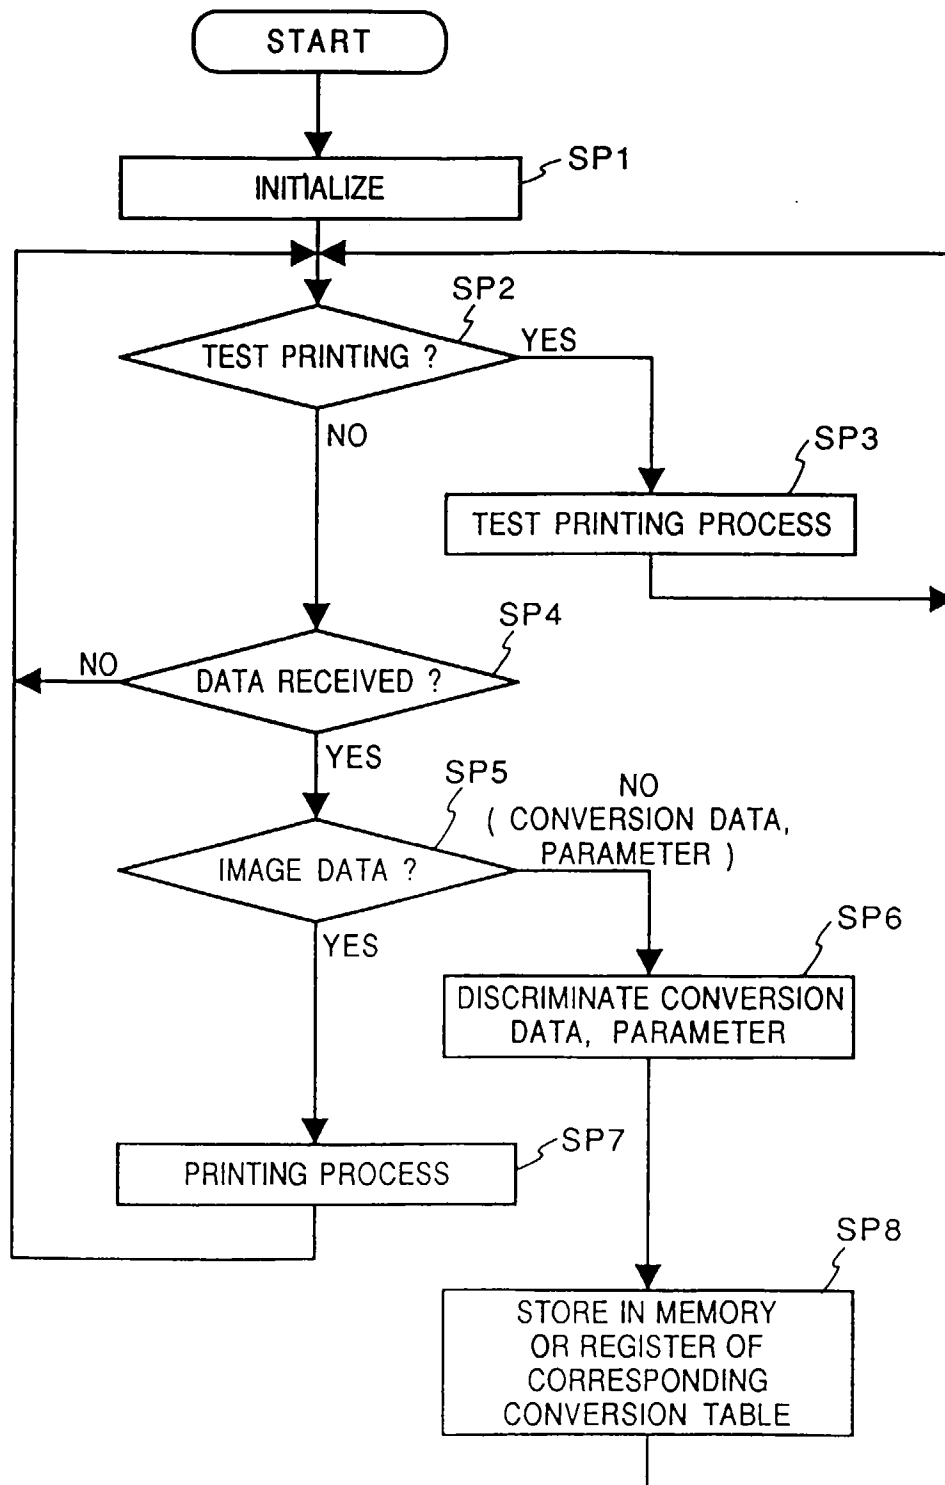 START
SP1
INITIALIZE
SP2
TEST PRINTING ?
YES
NO
SP3
TEST PRINTING PROCESS
SP4
NO
DATA RECEIVED ?
YES
SP5
NO
( CONVERSION DATA,
PARAMETER )
IMAGE DATA ?
YES
SP6
DISCRIMINATE CONVERSION
DATA, PARAMETER
SP7
PRINTING PROCESS
SP8
STORE IN MEMORY
OR REGISTER OF
CORRESPONDING
CONVERSION TABLE